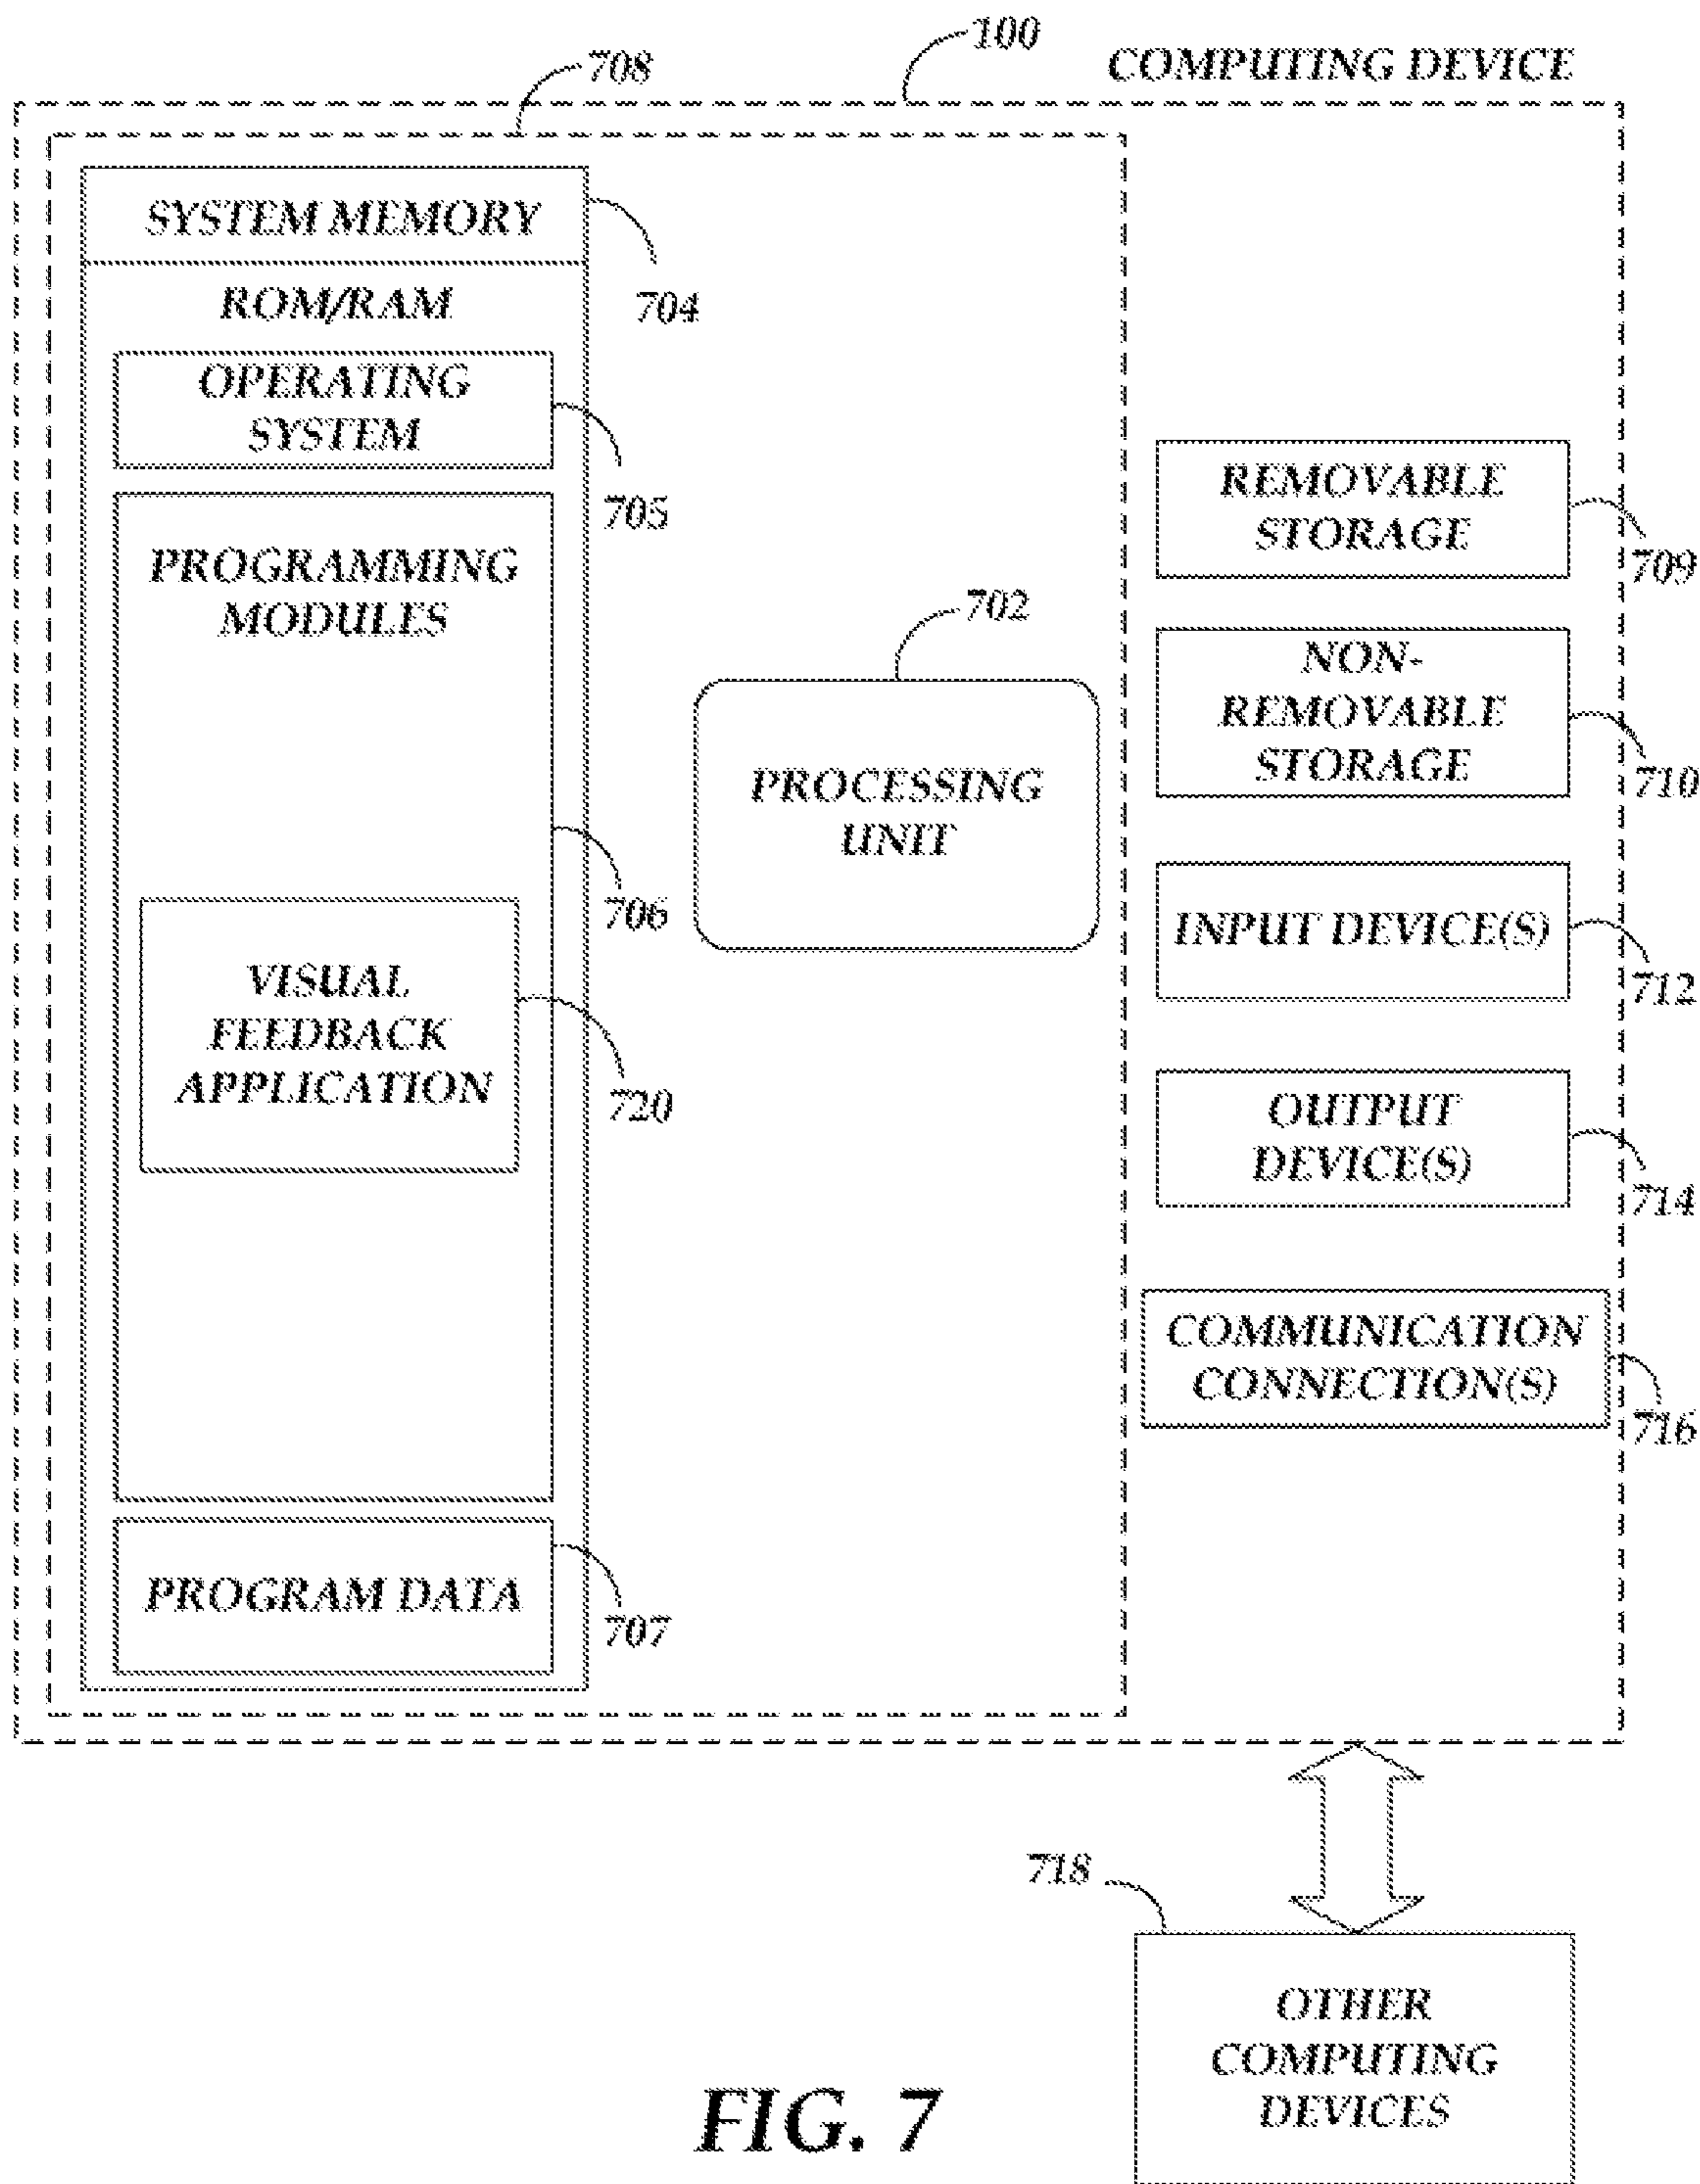 100
COMPUTING DEVICE
708
SYSTEM MEMORY
704
ROM/RAM
OPERATING
SYSTEM
705
PROGRAMMING
MODULES
706
VISUAL
FEEDBACK
APPLICATION
720
PROGRAM DATA
707
702
PROCESSING
UNIT
REMOVABLE
STORAGE
709
NON-
REMOVABLE
STORAGE
710
INPUT DEVICE(S)
712
OUTPUT
DEVICE(S)
714
COMMUNICATION
CONNECTION(S)
716
718
OTHER
COMPUTING
DEVICES
FIG. 7